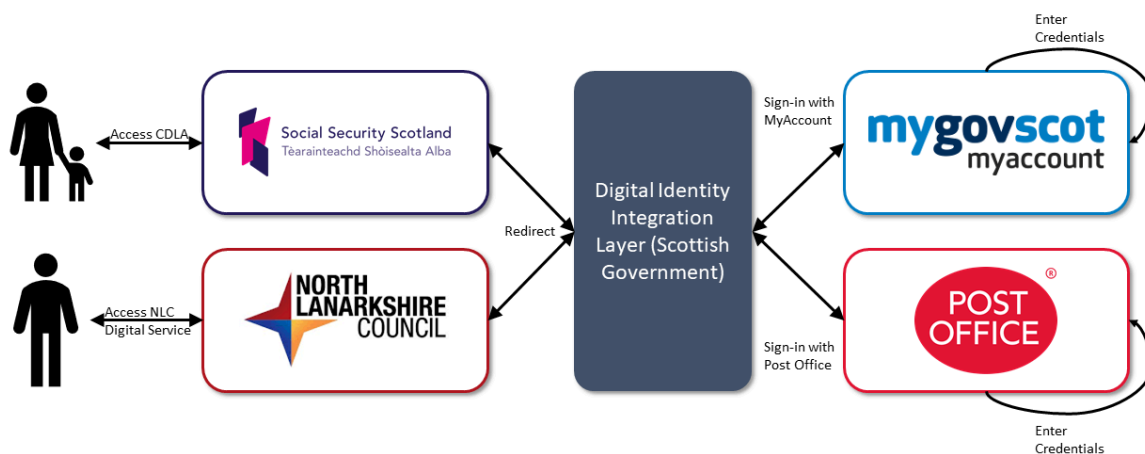 Access CDLA
Social Security Scotland
Tèarainteachd Shòisealta Alba
Access NLC
Digital Service
NORTH
LANARKSHIRE
COUNCIL
Redirect
Digital Identity
Integration
Layer (Scottish
Government)
Sign-in with
MyAccount
Enter
Credentials
mygovscot
myaccount
Sign-in with
Post Office
POST
OFFICE
®
Enter
Credentials